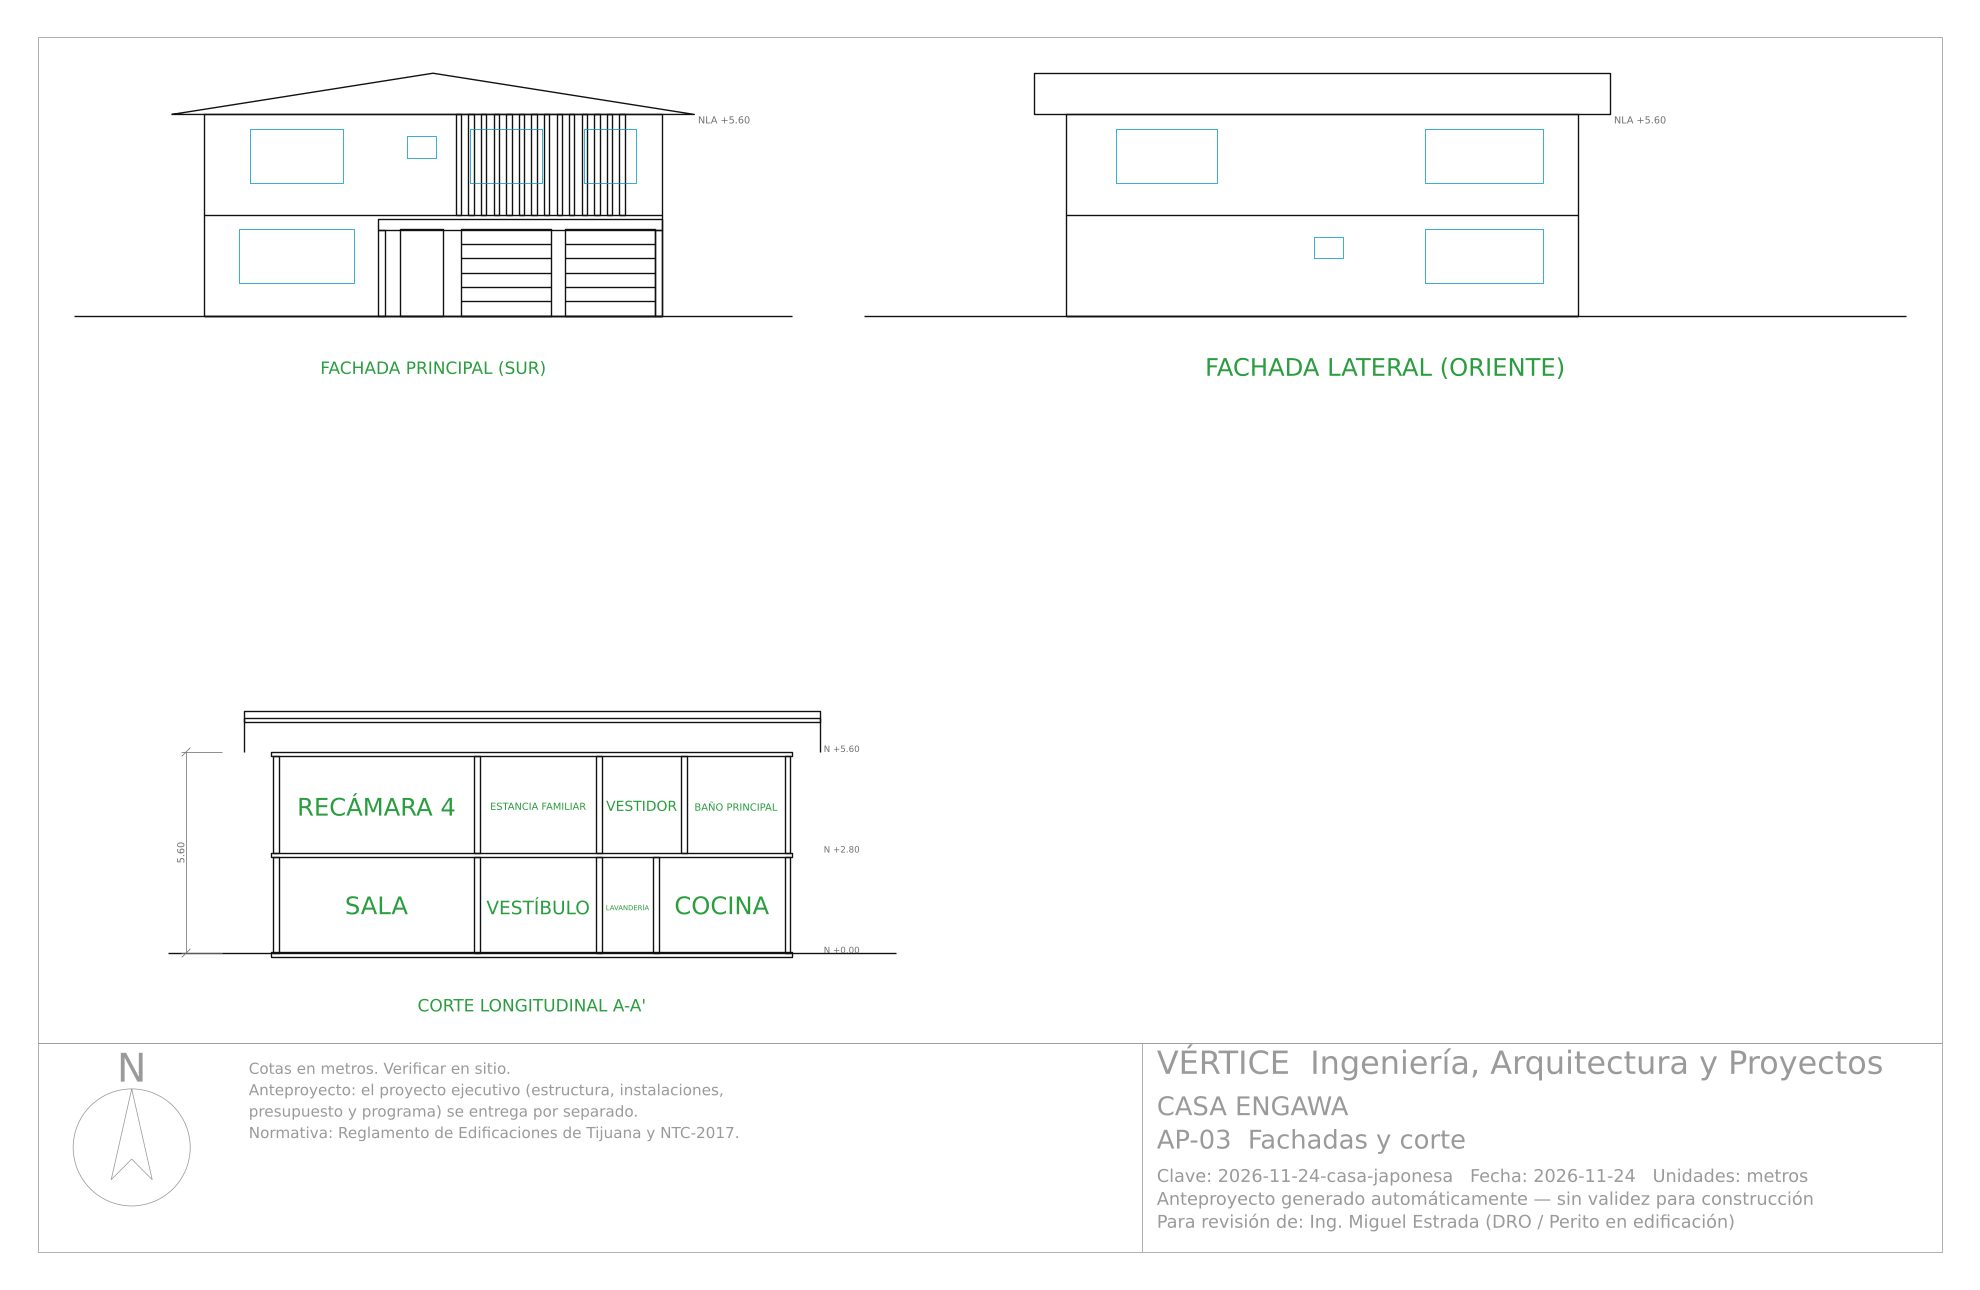 NLA +5.60
NLA +5.60
FACHADA PRINCIPAL (SUR)
FACHADA LATERAL (ORIENTE)
N +5.60
RECÁMARA 4
ESTANCIA FAMILIAR
VESTIDOR
BAÑO PRINCIPAL
5.60
N +2.80
SALA
VESTÍBULO
LAVANDERÍA
COCINA
N +0.00
CORTE LONGITUDINAL A-A'
N
Cotas en metros. Verificar en sitio.
Anteproyecto: el proyecto ejecutivo (estructura, instalaciones,
presupuesto y programa) se entrega por separado.
Normativa: Reglamento de Edificaciones de Tijuana y NTC-2017.
VÉRTICE  Ingeniería, Arquitectura y Proyectos
CASA ENGAWA
AP-03  Fachadas y corte
Clave: 2026-11-24-casa-japonesa   Fecha: 2026-11-24   Unidades: metros
Anteproyecto generado automáticamente — sin validez para construcción
Para revisión de: Ing. Miguel Estrada (DRO / Perito en edificación)